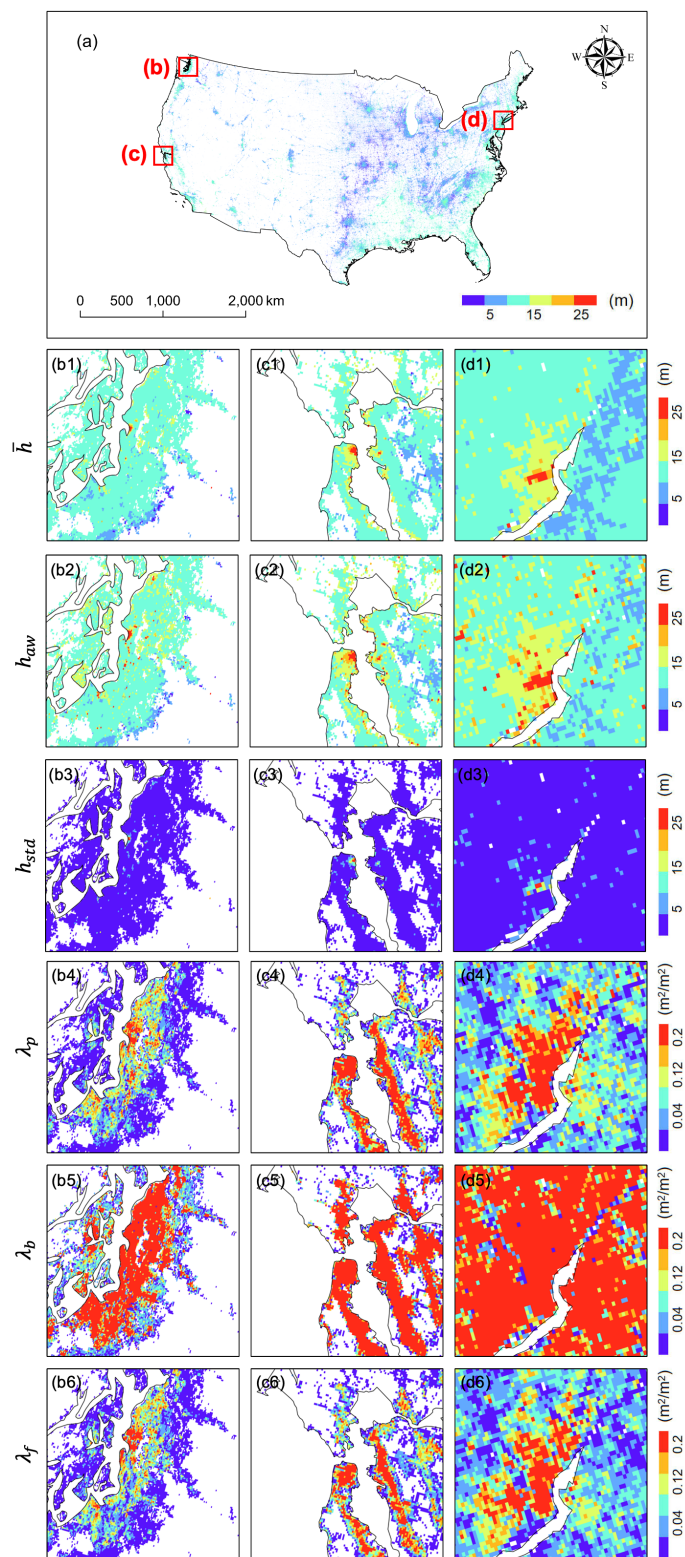 (a)
N
W E
S
(b)
(d)
(c)
0 500 1,000 2,000 km
(m)
5 15 25
(b1) (c1) (d1)
h̅
(m)
25
15
5
(b2) (c2) (d2)
h_aw
(m)
25
15
5
(b3) (c3) (d3)
h_std
(m)
25
15
5
(b4) (c4) (d4)
λ_p
(m²/m²)
0.2
0.12
0.04
(b5) (c5) (d5)
λ_b
(m²/m²)
0.2
0.12
0.04
(b6) (c6) (d6)
λ_f
(m²/m²)
0.2
0.12
0.04